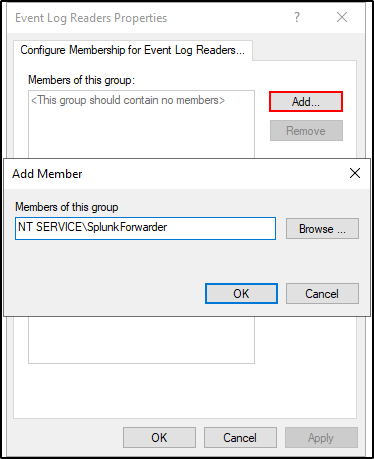 Event Log Readers Properties
Configure Membership for Event Log Readers...
Members of this group:
<This group should contain no members>
Add...
Remove
Add Member
Members of this group
NT SERVICE\SplunkForwarder
Browse ...
OK
Cancel
OK
Cancel
Apply